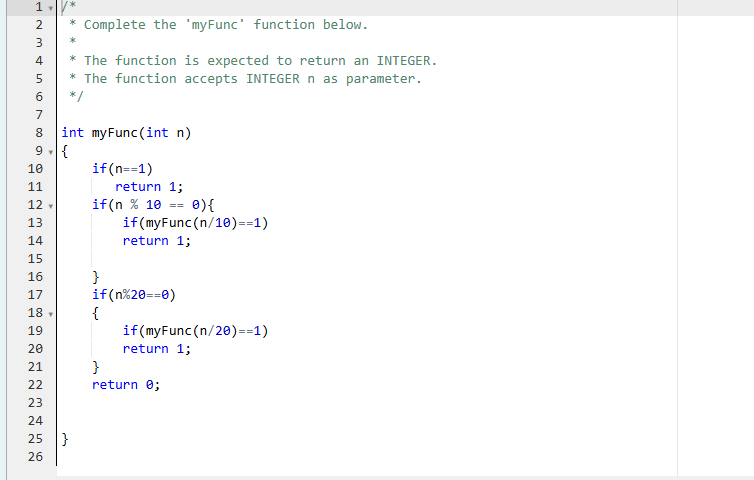 1 /*
2  * Complete the 'myFunc' function below.
3  *
4  * The function is expected to return an INTEGER.
5  * The function accepts INTEGER n as parameter.
6  */
7
8 int myFunc(int n)
9 {
10     if(n==1)
11        return 1;
12     if(n % 10 == 0){
13         if(myFunc(n/10)==1)
14         return 1;
15
16     }
17     if(n%20==0)
18     {
19         if(myFunc(n/20)==1)
20         return 1;
21     }
22     return 0;
23
24
25 }
26